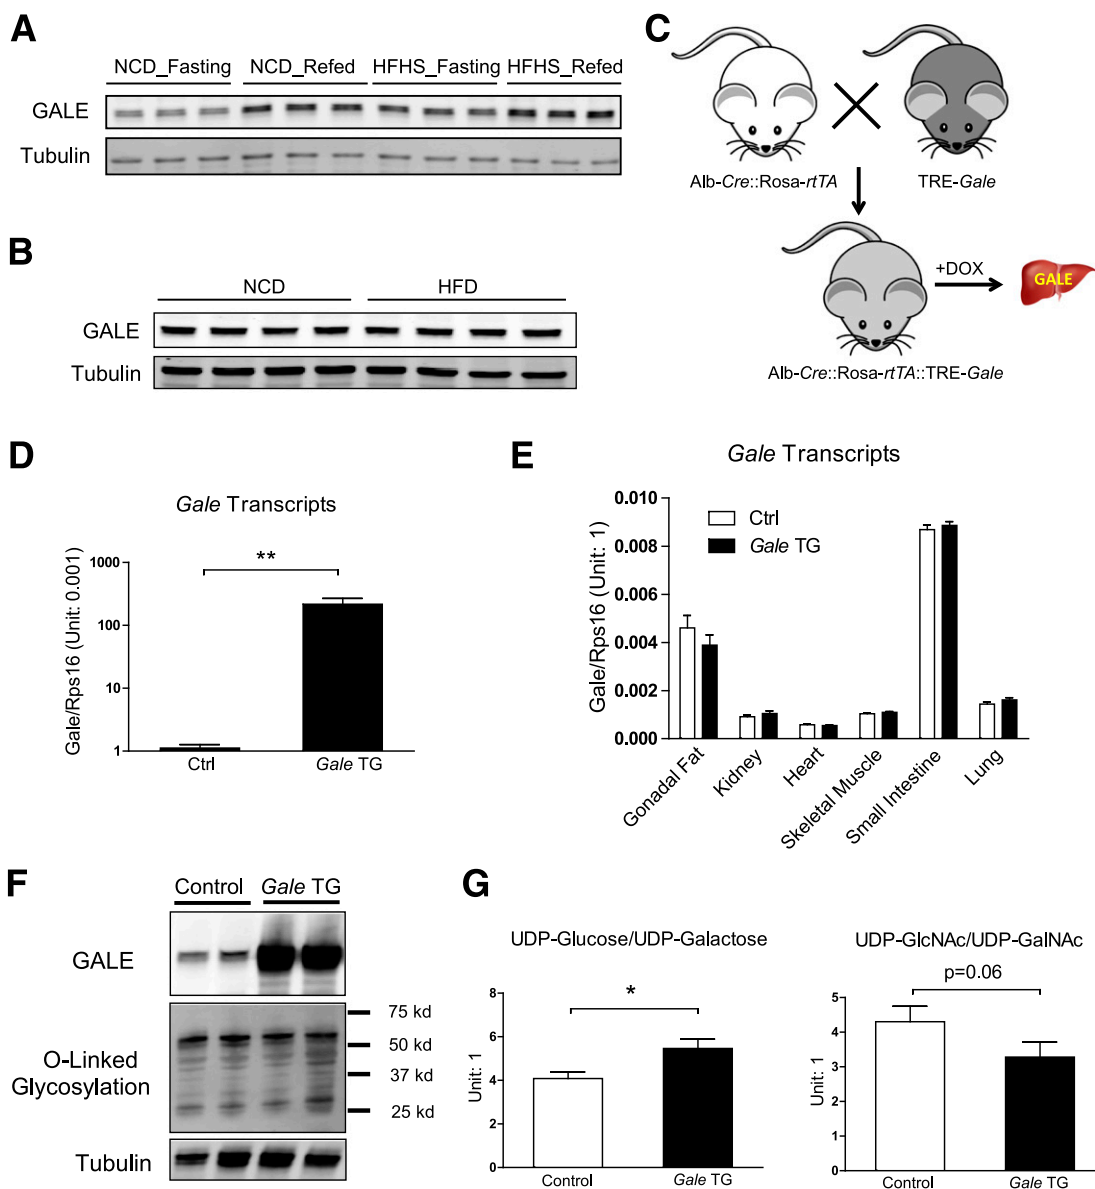 A
NCD_Fasting NCD_Refed HFHS_Fasting HFHS_Refed
GALE
Tubulin
B
NCD HFD
GALE
Tubulin
C
Alb-Cre::Rosa-rtTA TRE-Gale
+DOX
GALE
Alb-Cre::Rosa-rtTA::TRE-Gale
D
Gale Transcripts
Gale/Rps16 (Unit: 0.001)
1000
100
10
1
Ctrl Gale TG
**
E
Gale Transcripts
Gale/Rps16 (Unit: 1)
0.010
0.008
0.006
0.004
0.002
0.000
Ctrl
Gale TG
Gonadal Fat
Kidney
Heart
Skeletal Muscle
Small Intestine
Lung
F
Control Gale TG
GALE
O-Linked
Glycosylation
75 kd
50 kd
37 kd
25 kd
Tubulin
G
UDP-Glucose/UDP-Galactose
*
Unit: 1
8
6
4
2
0
Control Gale TG
UDP-GlcNAc/UDP-GalNAc
p=0.06
Unit: 1
5
4
3
2
1
0
Control Gale TG